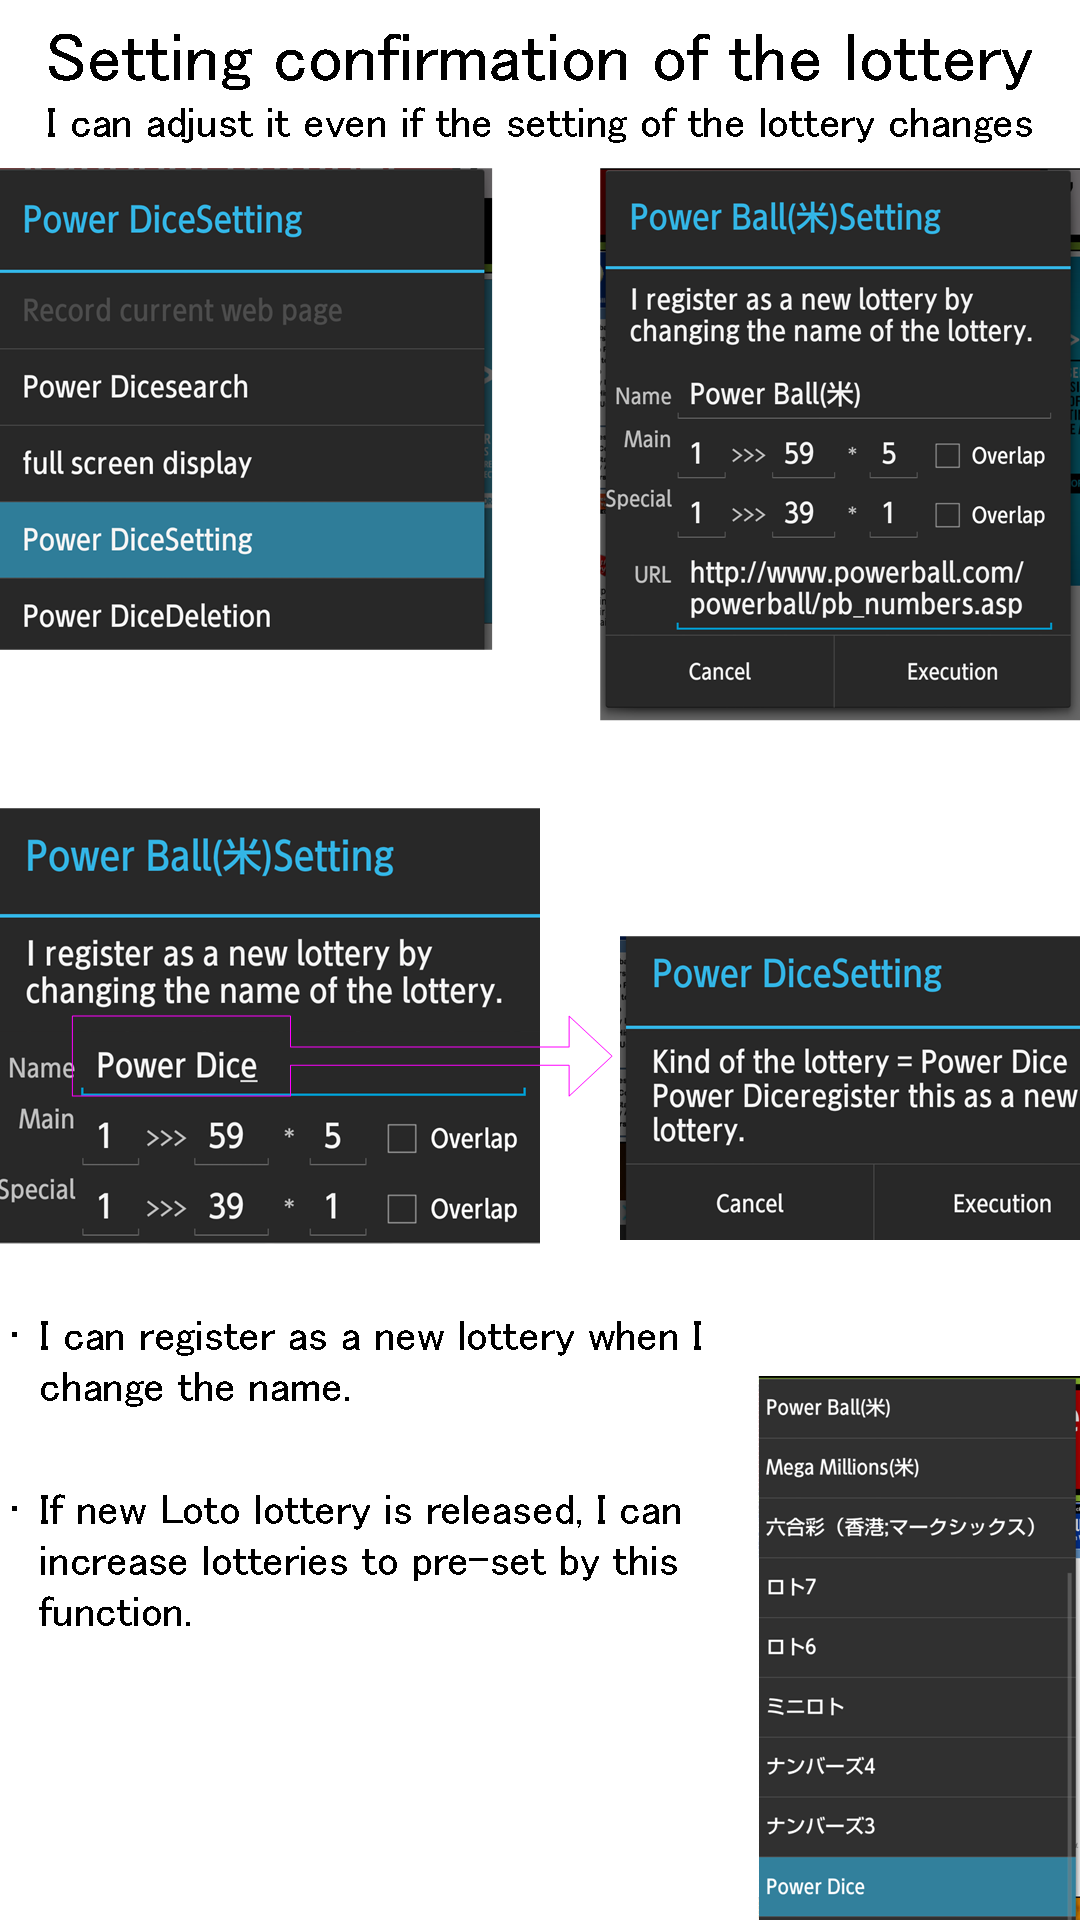 Setting confirmation of the lottery
I can adjust it even if the setting of the lottery changes
Power DiceSetting
Record current web page
Power Dicesearch
full screen display
Power DiceSetting
Power DiceDeletion
Power Ball(米)Setting
I register as a new lottery by
changing the name of the lottery.
Name Power Ball(米)
Main 1 >>> 59 * 5 Overlap
Special 1 >>> 39 * 1 Overlap
URL http://www.powerball.com/
powerball/pb_numbers.asp
Cancel Execution
Power Ball(米)Setting
I register as a new lottery by
changing the name of the lottery.
Name Power Dice
Main 1 >>> 59 * 5 Overlap
Special 1 >>> 39 * 1 Overlap
Power DiceSetting
Kind of the lottery = Power Dice
Power Diceregister this as a new
lottery.
Cancel Execution
・ I can register as a new lottery when I
change the name.
・ If new Loto lottery is released, I can
increase lotteries to pre-set by this
function.
Power Ball(米)
Mega Millions(米)
六合彩（香港;マークシックス）
ロト7
ロト6
ミニロト
ナンバーズ4
ナンバーズ3
Power Dice